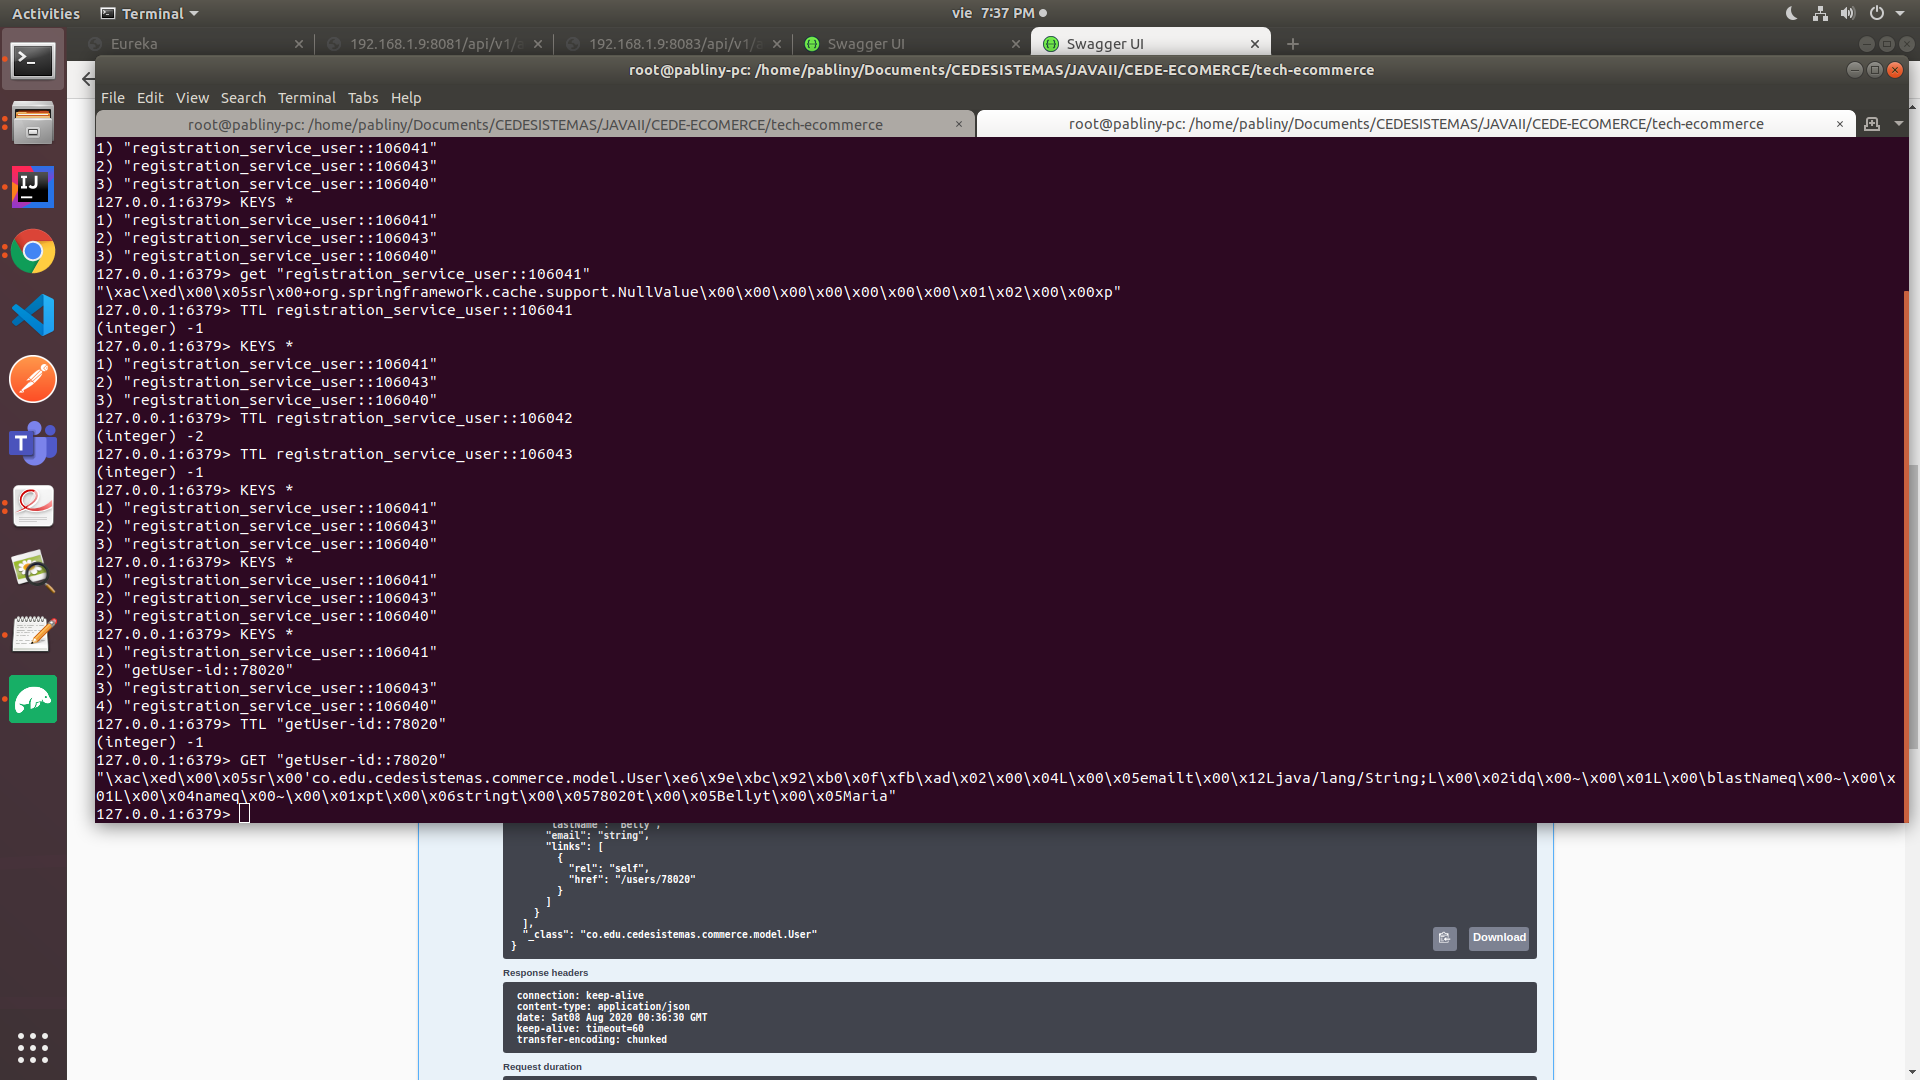 Activities
Terminal
vie 7:37 PM
Eureka
192.168.1.9:8081/api/v1/a
192.168.1.9:8083/api/v1/a
Swagger UI
Swagger UI
root@pabliny-pc: /home/pabliny/Documents/CEDESISTEMAS/JAVAII/CEDE-ECOMERCE/tech-ecommerce
File Edit View Search Terminal Tabs Help
root@pabliny-pc: /home/pabliny/Documents/CEDESISTEMAS/JAVAII/CEDE-ECOMERCE/tech-ecommerce
root@pabliny-pc: /home/pabliny/Documents/CEDESISTEMAS/JAVAII/CEDE-ECOMERCE/tech-ecommerce
1) "registration_service_user::106041"
2) "registration_service_user::106043"
3) "registration_service_user::106040"
127.0.0.1:6379> KEYS *
1) "registration_service_user::106041"
2) "registration_service_user::106043"
3) "registration_service_user::106040"
127.0.0.1:6379> get "registration_service_user::106041"
"\xac\xed\x00\x05sr\x00+org.springframework.cache.support.NullValue\x00\x00\x00\x00\x00\x00\x00\x01\x02\x00\x00xp"
127.0.0.1:6379> TTL registration_service_user::106041
(integer) -1
127.0.0.1:6379> KEYS *
1) "registration_service_user::106041"
2) "registration_service_user::106043"
3) "registration_service_user::106040"
127.0.0.1:6379> TTL registration_service_user::106042
(integer) -2
127.0.0.1:6379> TTL registration_service_user::106043
(integer) -1
127.0.0.1:6379> KEYS *
1) "registration_service_user::106041"
2) "registration_service_user::106043"
3) "registration_service_user::106040"
127.0.0.1:6379> KEYS *
1) "registration_service_user::106041"
2) "registration_service_user::106043"
3) "registration_service_user::106040"
127.0.0.1:6379> KEYS *
1) "registration_service_user::106041"
2) "getUser-id::78020"
3) "registration_service_user::106043"
4) "registration_service_user::106040"
127.0.0.1:6379> TTL "getUser-id::78020"
(integer) -1
127.0.0.1:6379> GET "getUser-id::78020"
"\xac\xed\x00\x05sr\x00'co.edu.cedesistemas.commerce.model.User\xe6\x9e\xbc\x92\xb0\x0f\xfb\xad\x02\x00\x04L\x00\x05emailt\x00\x12Ljava/lang/String;L\x00\x02idq\x00~\x00\x01L\x00\blastNameq\x00~\x00\x
01L\x00\x04nameq\x00~\x00\x01xpt\x00\x06stringt\x00\x0578020t\x00\x05Bellyt\x00\x05Maria"
127.0.0.1:6379>
"lastName": "Belly",
"email": "string",
"links": [
{
"rel": "self",
"href": "/users/78020"
}
]
}
],
"_class": "co.edu.cedesistemas.commerce.model.User"
}
Download
Response headers
connection: keep-alive
content-type: application/json
date: Sat08 Aug 2020 00:36:30 GMT
keep-alive: timeout=60
transfer-encoding: chunked
Request duration